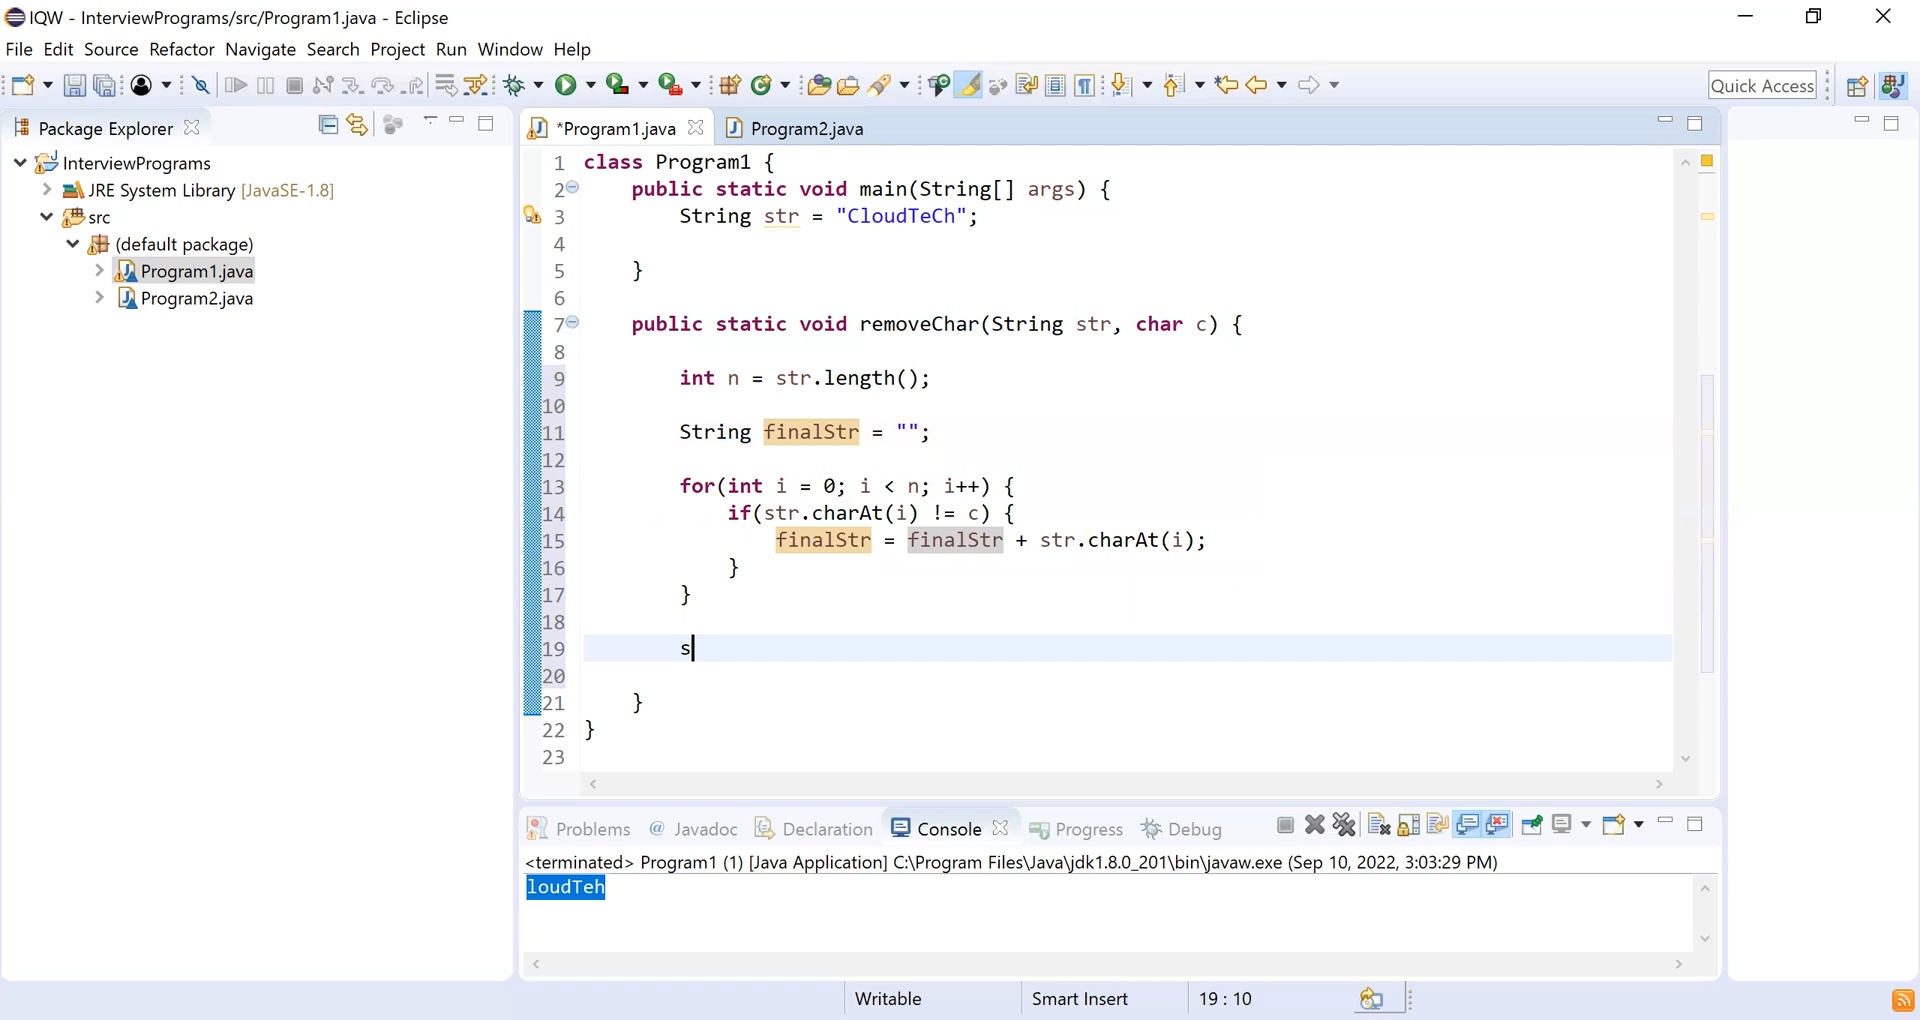 IQW - InterviewPrograms/src/Program1.java - Eclipse
File Edit Source Refactor Navigate Search Project Run Window Help
Quick Access
Package Explorer
*Program1.java Program2.java
InterviewPrograms
JRE System Library [JavaSE-1.8]
src
(default package)
Program1.java
Program2.java
1 class Program1 {
2 public static void main(String[] args) {
3 String str = "CloudTeCh";
4
5 }
6
7 public static void removeChar(String str, char c) {
8
9 int n = str.length();
10
11 String finalStr = "";
12
13 for(int i = 0; i < n; i++) {
14 if(str.charAt(i) != c) {
15 finalStr = finalStr + str.charAt(i);
16 }
17 }
18
19 s
20
21 }
22 }
23
Problems @ Javadoc Declaration Console Progress Debug
<terminated> Program1 (1) [Java Application] C:\Program Files\Java\jdk1.8.0_201\bin\javaw.exe (Sep 10, 2022, 3:03:29 PM)
loudTeh
Writable Smart Insert 19 : 10